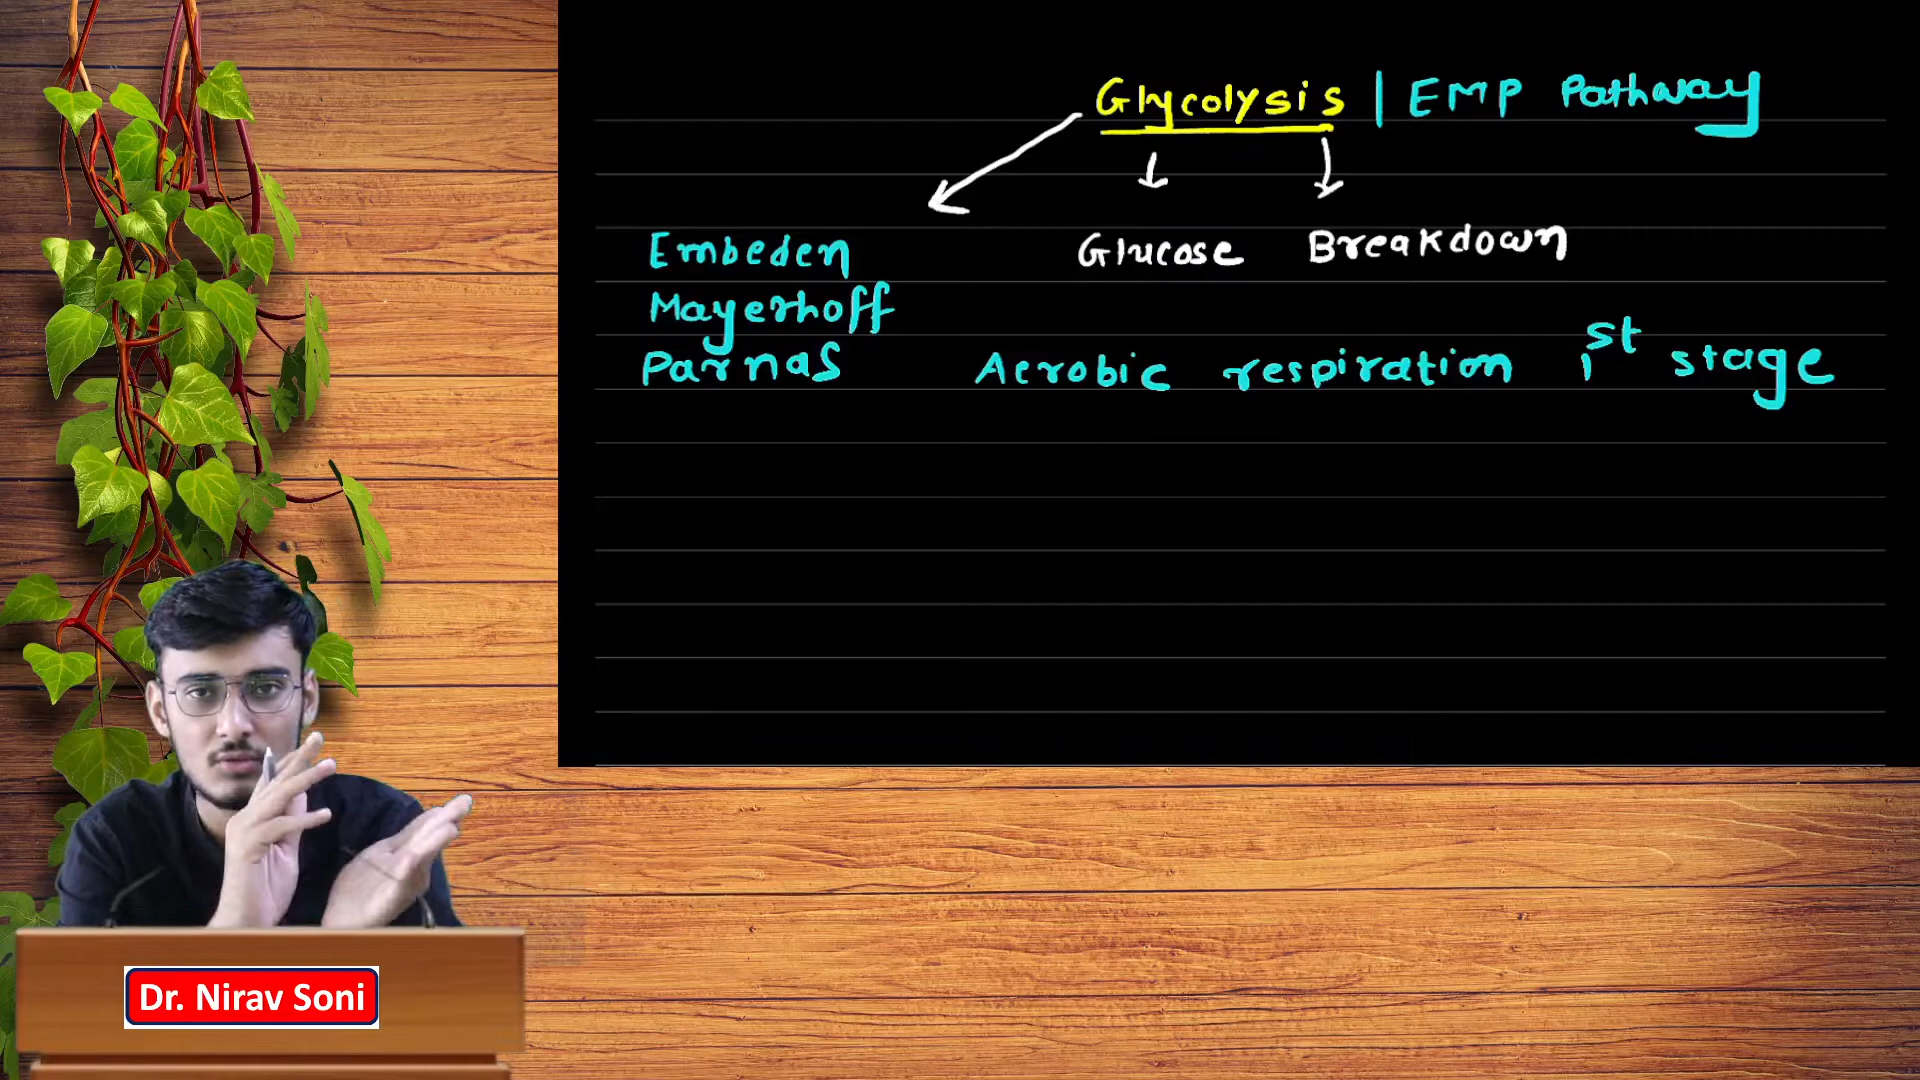 Glycolysis | EMP Pathway
Glucose Breakdown
Embeden
Mayerhoff
Parnas
Aerobic respiration 1st stage
Dr. Nirav Soni